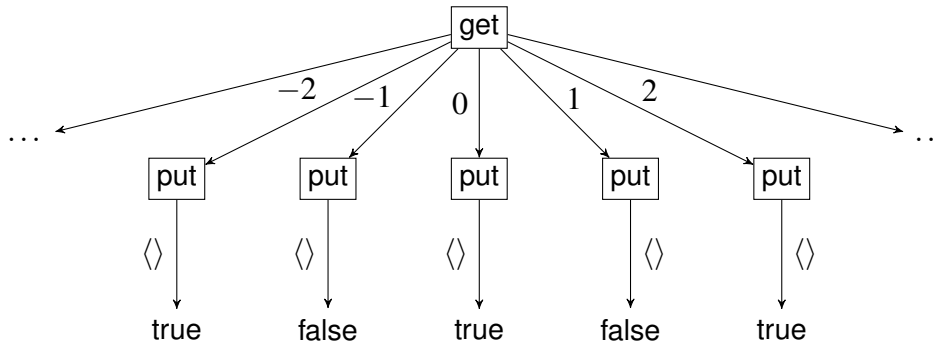 get
−2 −1 0 1 2
… …
put put put put put
⟨⟩ ⟨⟩ ⟨⟩ ⟨⟩ ⟨⟩
true false true false true